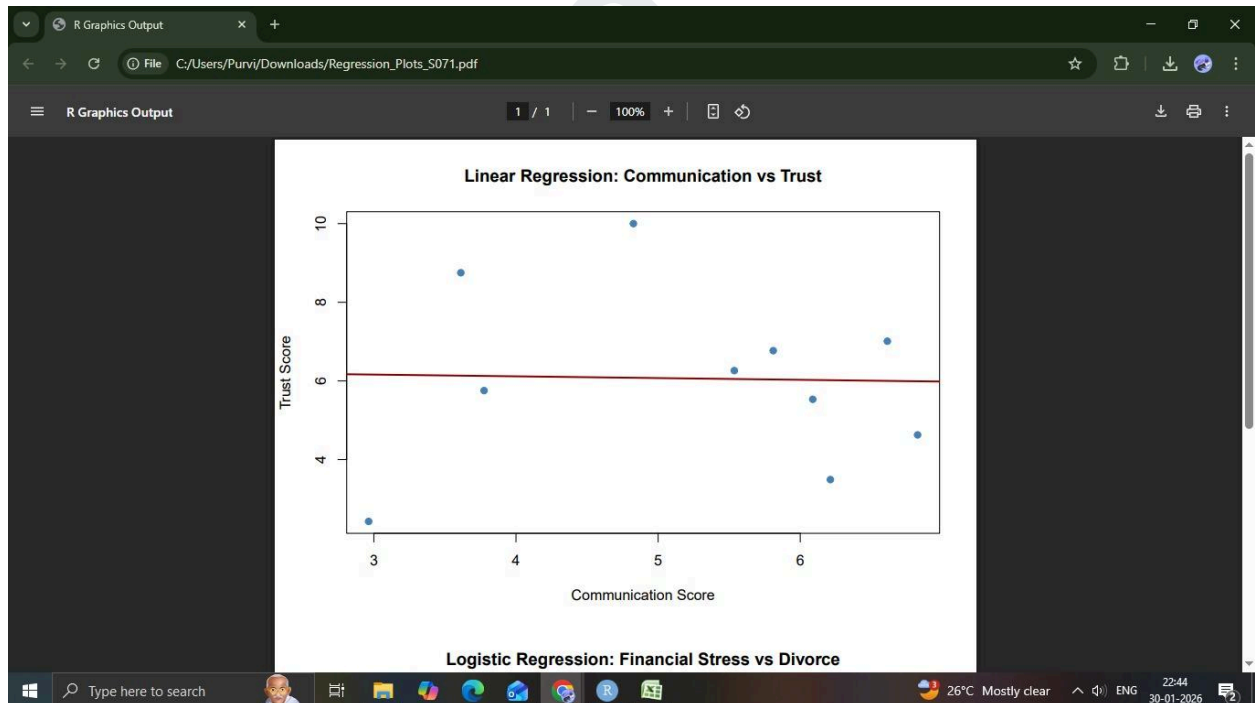 R Graphics Output
File C:/Users/Purvi/Downloads/Regression_Plots_S071.pdf
R Graphics Output 1 / 1 100%
Linear Regression: Communication vs Trust
10
8
6
4
Trust Score
3 4 5 6
Communication Score
Logistic Regression: Financial Stress vs Divorce
Type here to search R 26°C Mostly clear ENG 22:44
30-01-2026 2